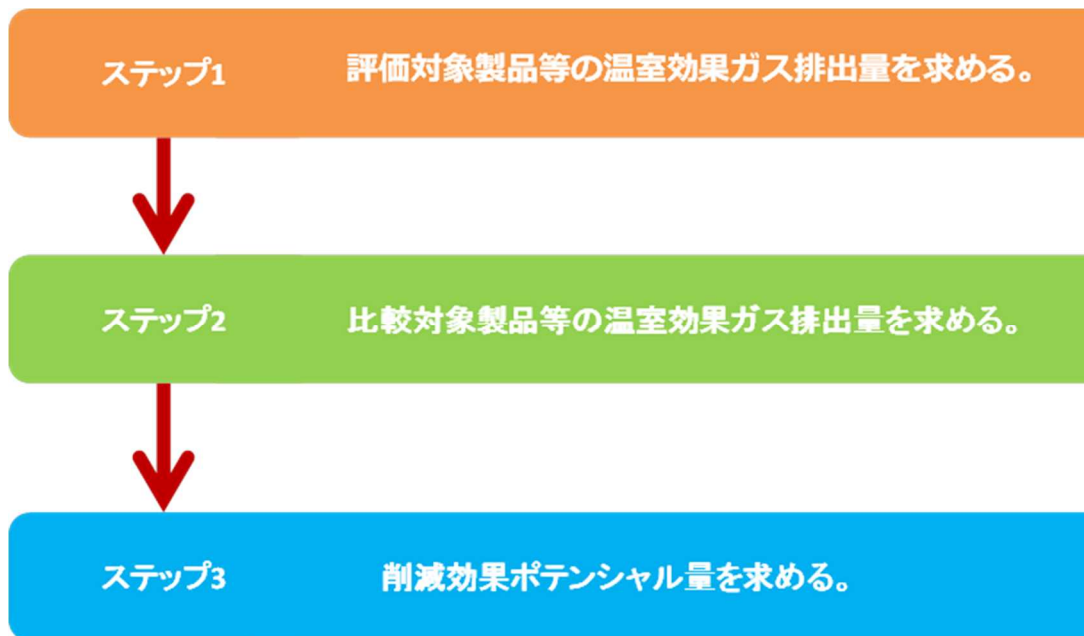 ステップ1 評価対象製品等の温室効果ガス排出量を求める。
ステップ2 比較対象製品等の温室効果ガス排出量を求める。
ステップ3 削減効果ポテンシャル量を求める。